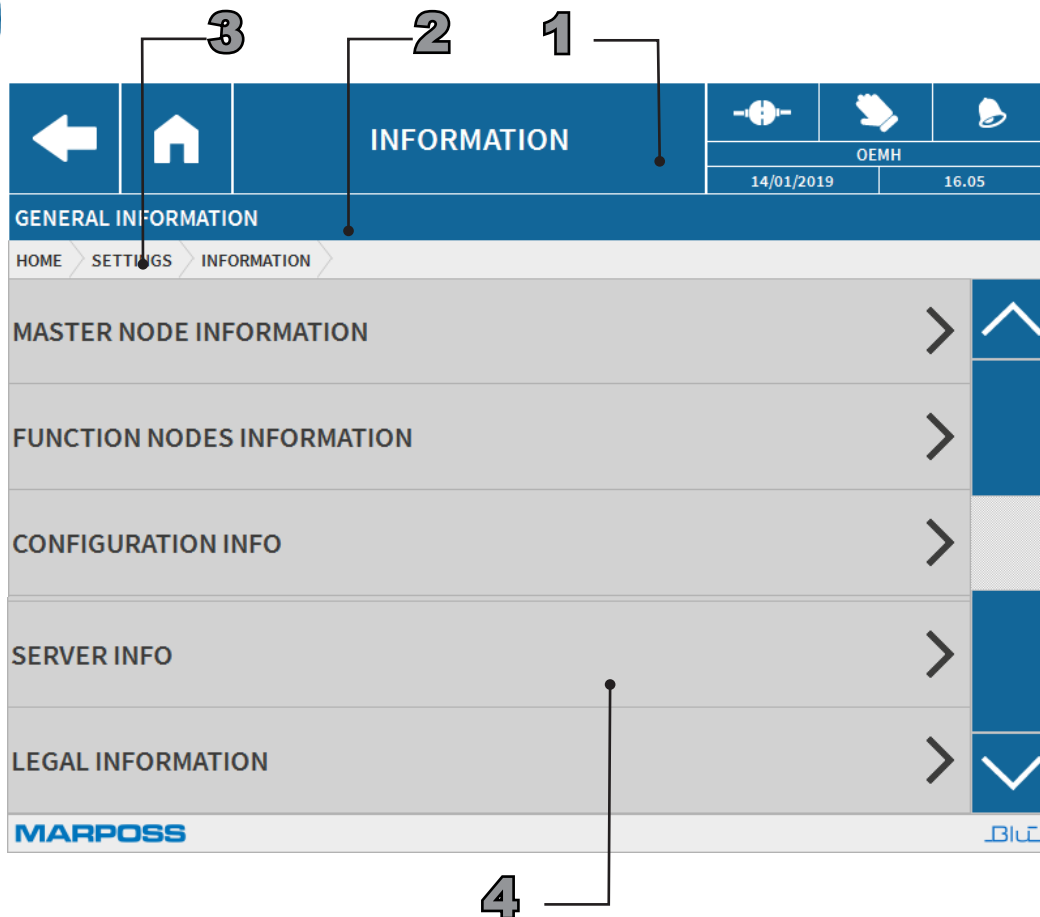 3 2 1
INFORMATION
OEMH
14/01/2019 16.05
GENERAL INFORMATION
HOME SETTINGS INFORMATION
MASTER NODE INFORMATION
FUNCTION NODES INFORMATION
CONFIGURATION INFO
SERVER INFO
LEGAL INFORMATION
MARPOSS Blú
4